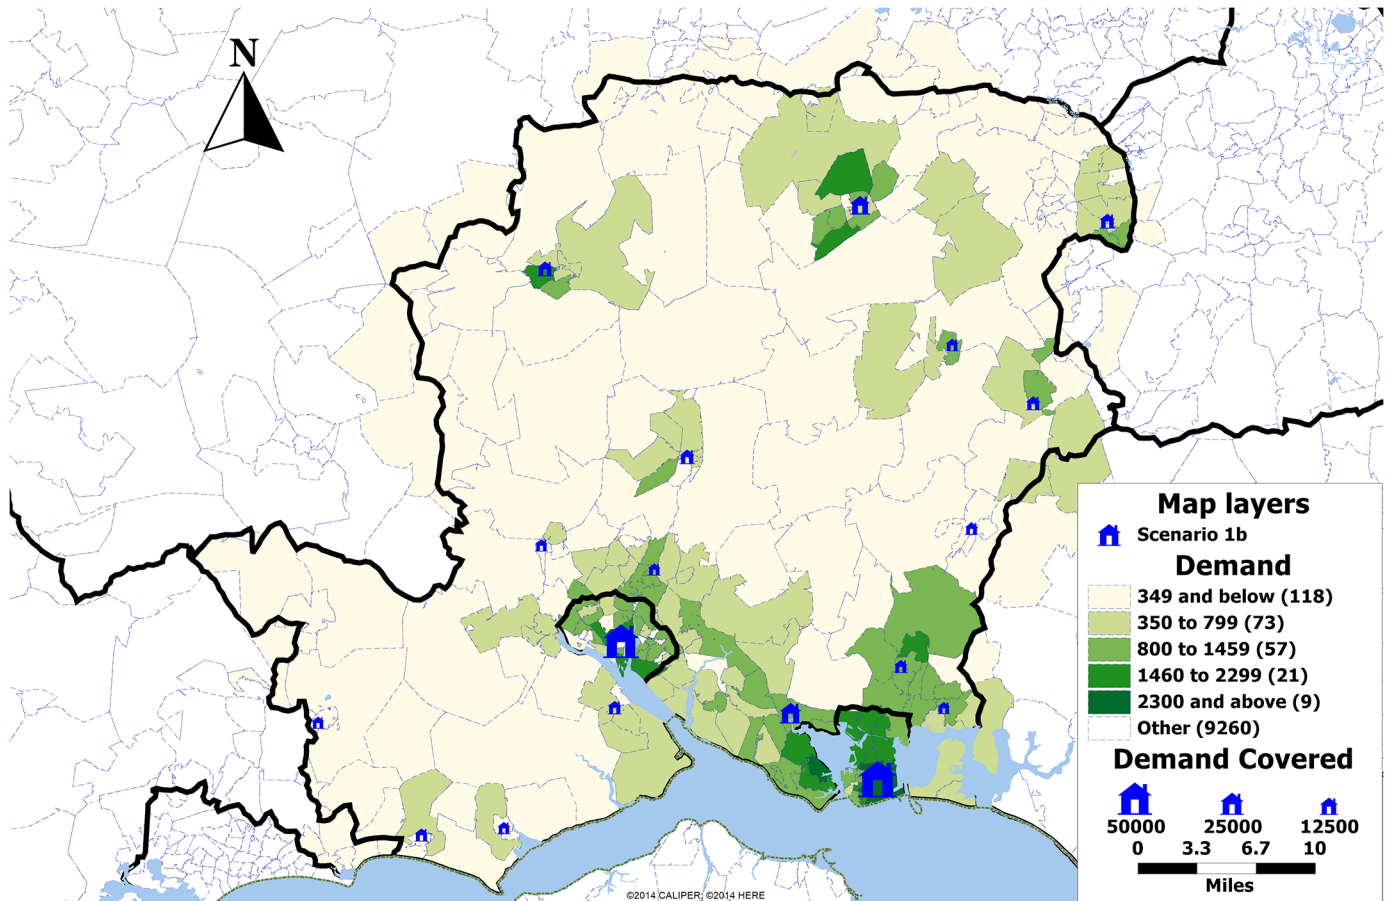 N
Map layers
Scenario 1b
Demand
349 and below (118)
350 to 799 (73)
800 to 1459 (57)
1460 to 2299 (21)
2300 and above (9)
Other (9260)
Demand Covered
50000 25000 12500
0 3.3 6.7 10
Miles
©2014 CALIPER; ©2014 HERE